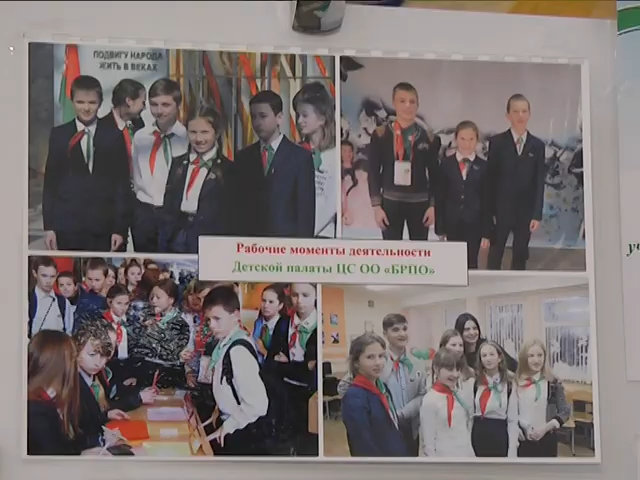 ПОДВИГУ НАРОДА
ЖИТЬ В ВЕКАХ
Рабочие моменты деятельности
Детской палаты ЦС ОО «БРПО»